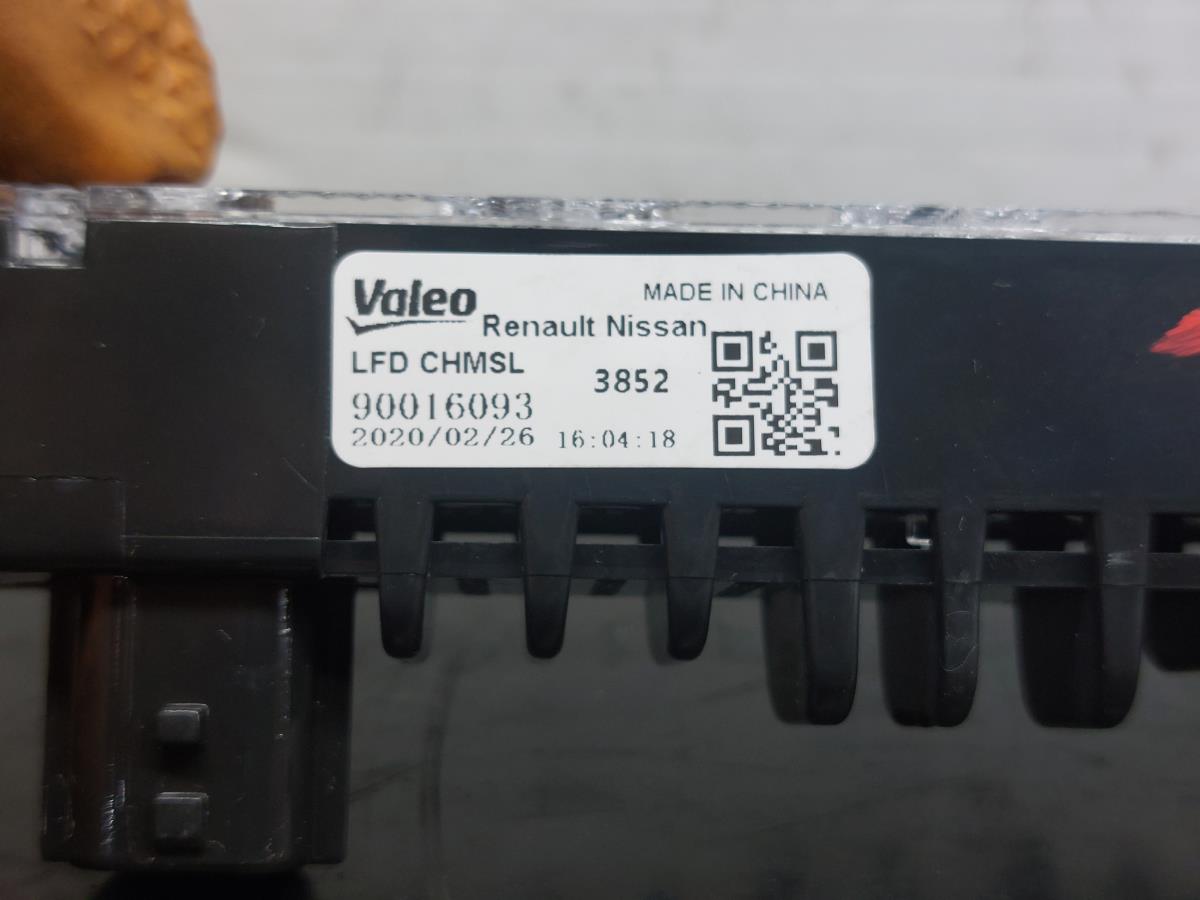 Valeo
MADE IN CHINA
Renault Nissan
LFD CHMSL
3852
90016093
2020/02/26 16:04:18